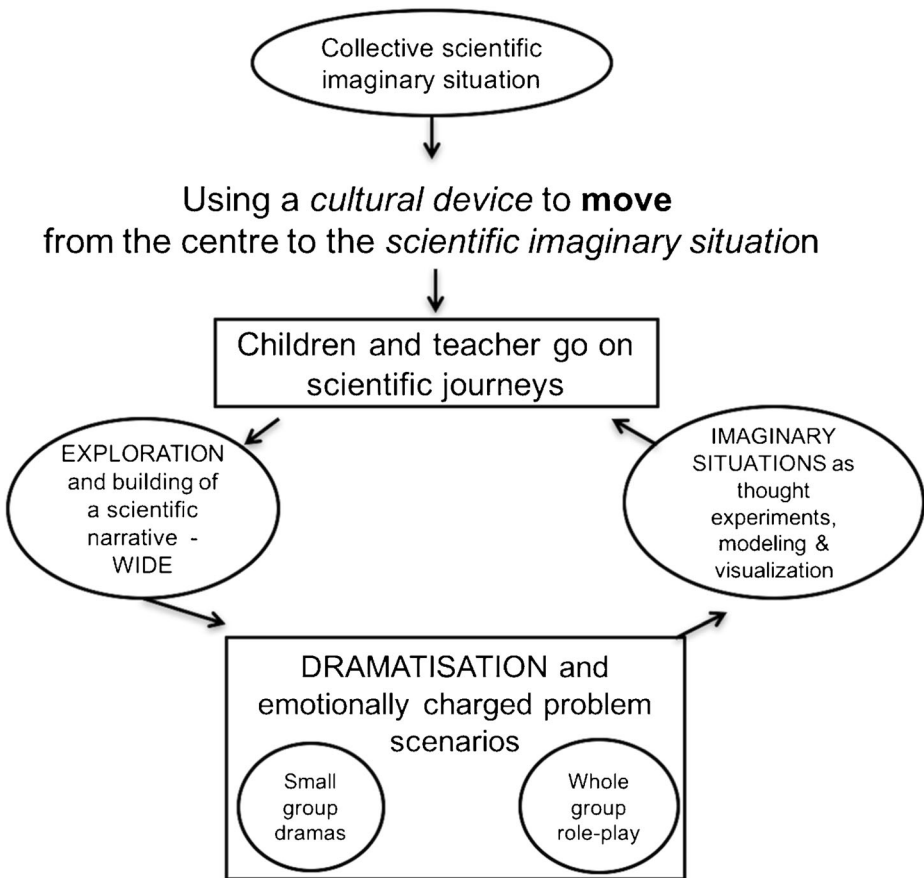 Collective scientific
imaginary situation
Using a cultural device to move
from the centre to the scientific imaginary situation
Children and teacher go on
scientific journeys
EXPLORATION
and building of
a scientific
narrative -
WIDE
IMAGINARY
SITUATIONS as
thought
experiments,
modeling &
visualization
DRAMATISATION and
emotionally charged problem
scenarios
Small
group
dramas
Whole
group
role-play